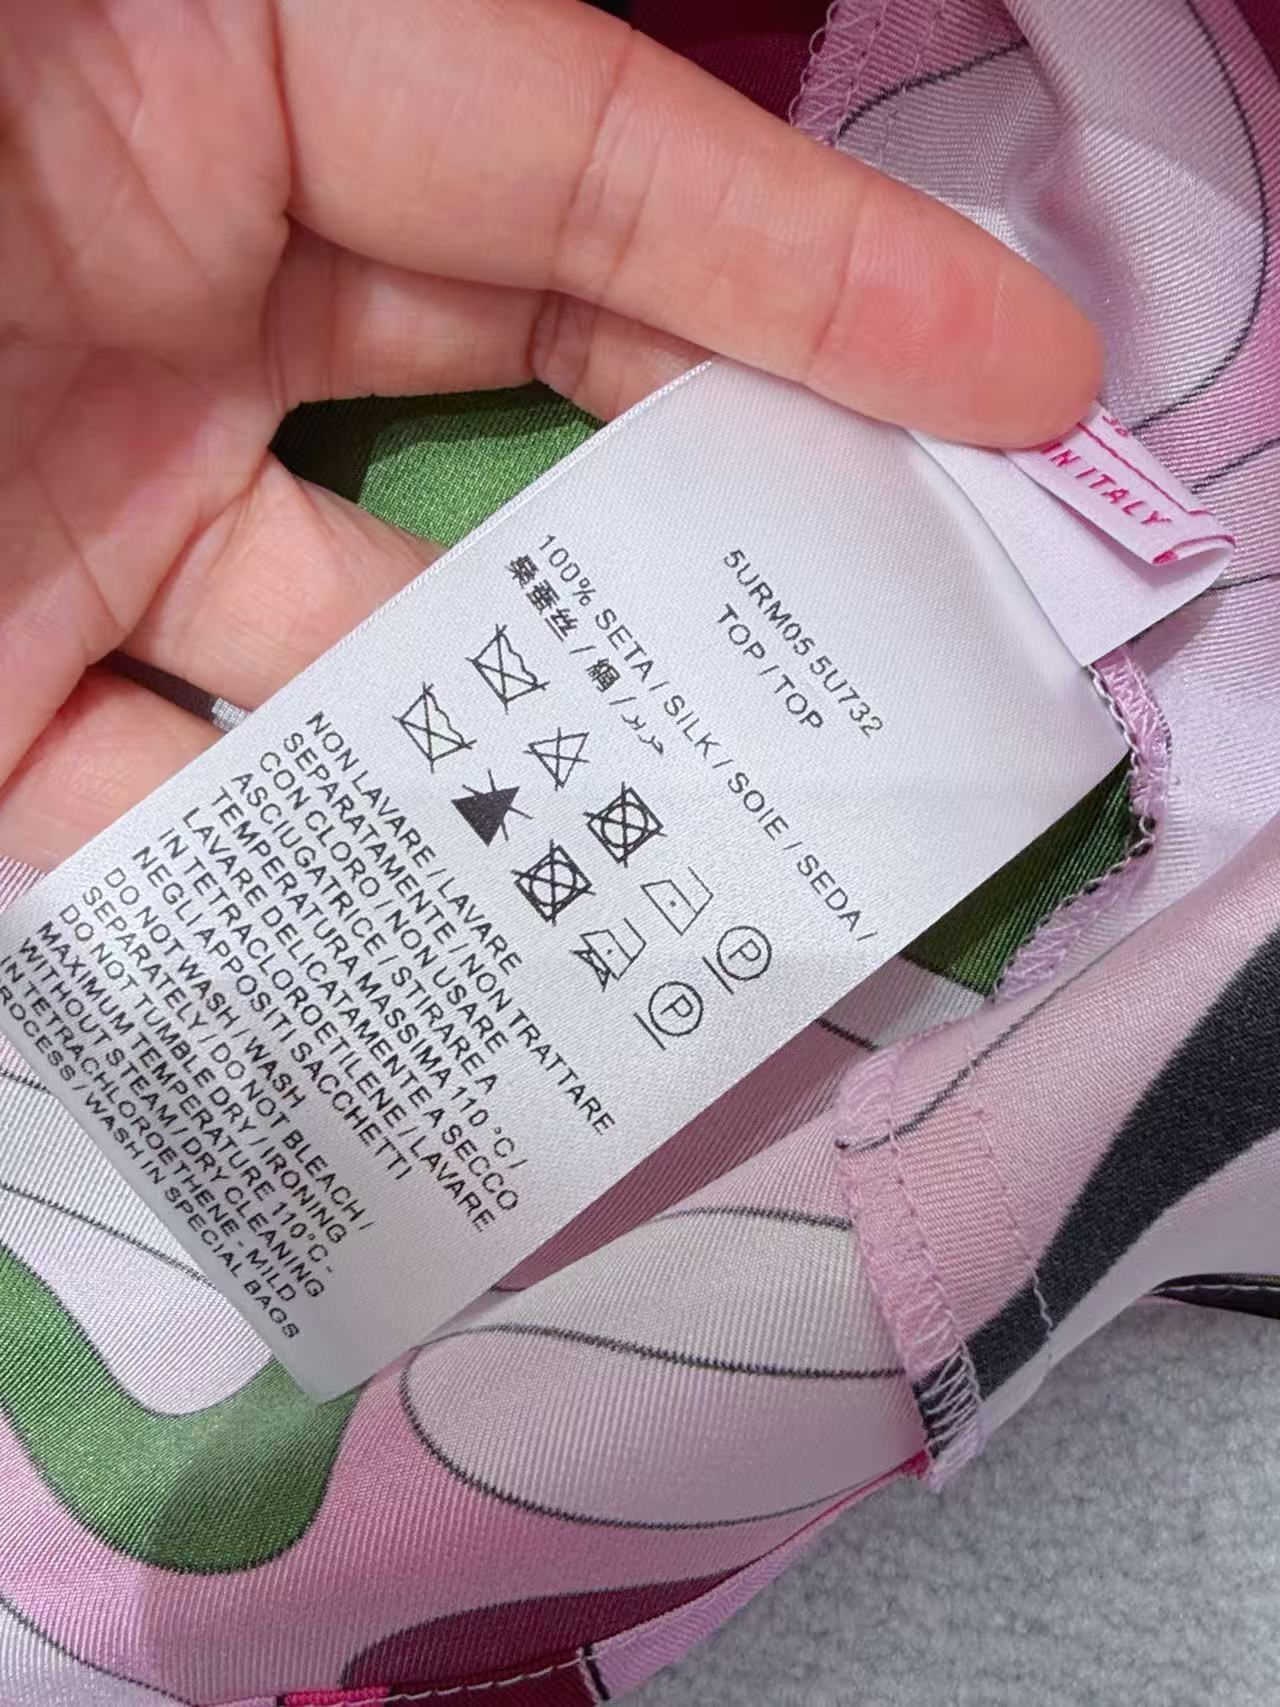 38
IN ITALY
5URM05 5U732
TOP / TOP
100% SETA / SILK / SOIE / SEDA /
桑蚕丝 / 絹 / حرير
P
P
NON LAVARE / LAVARE
SEPARATAMENTE / NON TRATTARE
CON CLORO / NON USARE
ASCIUGATRICE / STIRARE A
TEMPERATURA MASSIMA 110 °C /
LAVARE DELICATAMENTE A SECCO
IN TETRACLOROETILENE / LAVARE
NEGLI APPOSITI SACCHETTI
DO NOT WASH / WASH
SEPARATELY / DO NOT BLEACH /
DO NOT TUMBLE DRY / IRONING
MAXIMUM TEMPERATURE 110°C -
WITHOUT STEAM / DRY CLEANING
IN TETRACHLOROETHENE - MILD
ROCESS / WASH IN SPECIAL BAGS